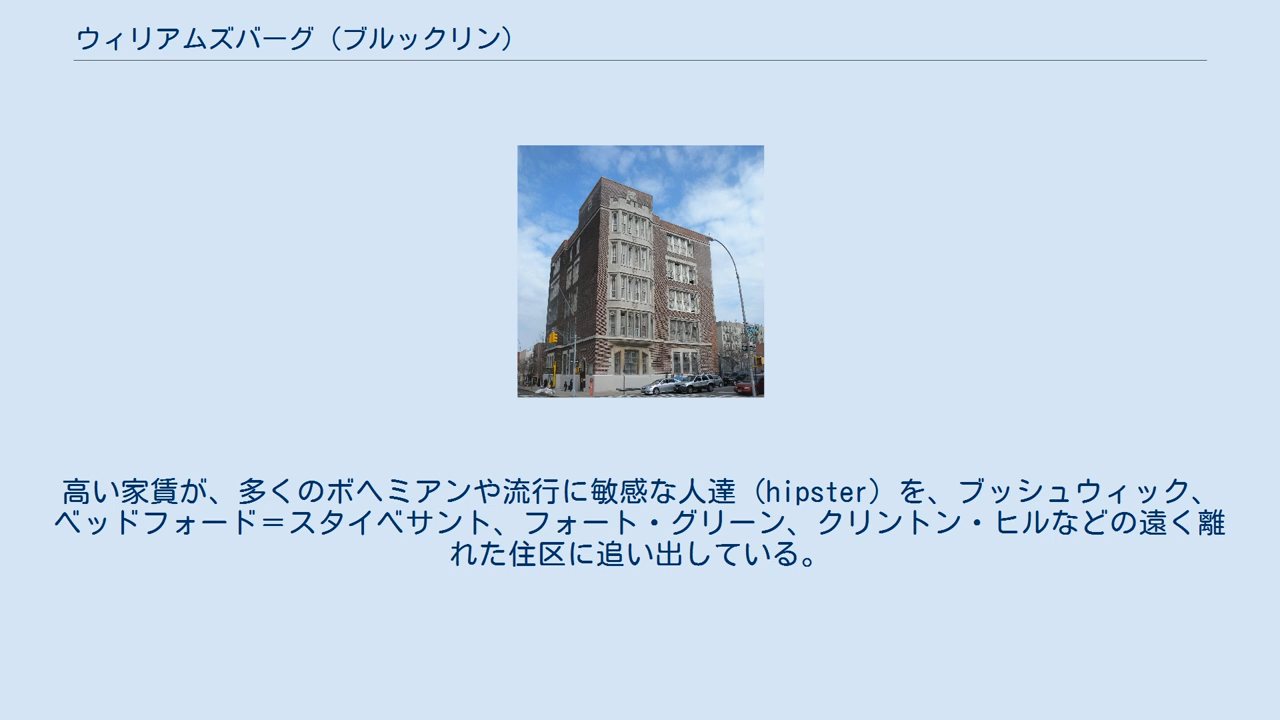 ウィリアムズバーグ（ブルックリン）
高い家賃が、多くのボヘミアンや流行に敏感な人達（hipster）を、ブッシュウィック、
ベッドフォード＝スタイベサント、フォート・グリーン、クリントン・ヒルなどの遠く離
れた住区に追い出している。